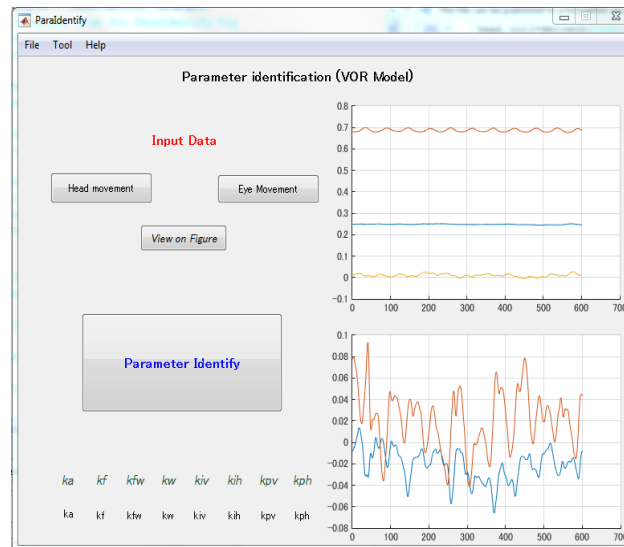 ParaIdentify
File Tool Help
Parameter identification (VOR Model)
Input Data
Head movement
Eye Movement
View on Figure
Parameter Identify
ka kf kfw kw kiv kih kpv kph
ka kf kfw kw kiv kih kpv kph
0.8
0.7
0.6
0.5
0.4
0.3
0.2
0.1
0
-0.1
0 100 200 300 400 500 600 700
0.1
0.08
0.06
0.04
0.02
0
-0.02
-0.04
-0.06
-0.08
0 100 200 300 400 500 600 700